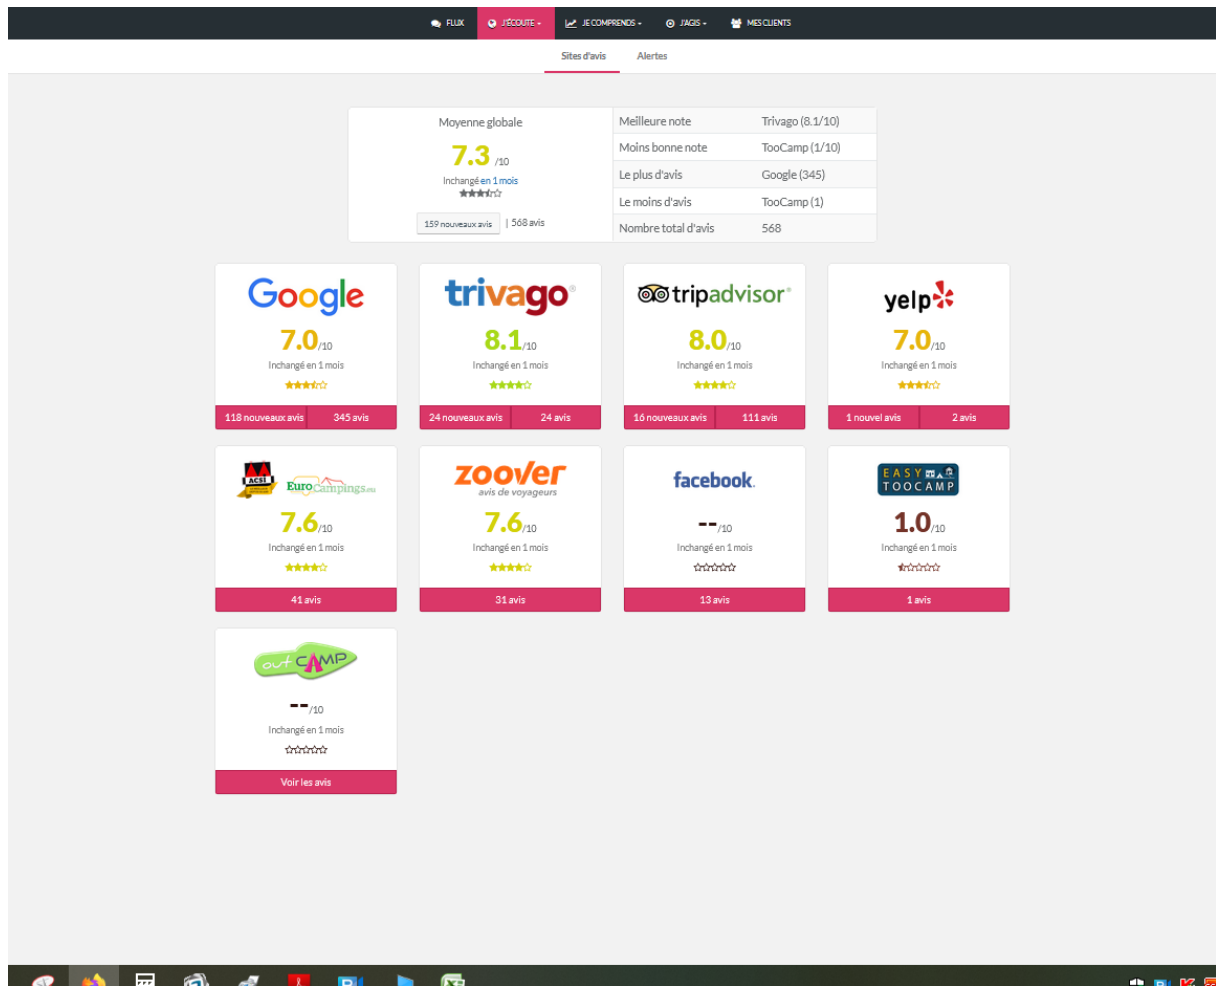 FLUX J'ÉCOUTE JE COMPRENDS J'AGIS MES CLIENTS
Sites d'avis Alertes
Moyenne globale
7.3 /10
Inchangé en 1 mois
159 nouveaux avis | 568 avis
Meilleure note Trivago (8.1/10)
Moins bonne note TooCamp (1/10)
Le plus d'avis Google (345)
Le moins d'avis TooCamp (1)
Nombre total d'avis 568
Google
7.0/10
Inchangé en 1 mois
118 nouveaux avis 345 avis
trivago®
8.1/10
Inchangé en 1 mois
24 nouveaux avis 24 avis
tripadvisor®
8.0/10
Inchangé en 1 mois
16 nouveaux avis 111 avis
yelp
7.0/10
Inchangé en 1 mois
1 nouvel avis 2 avis
ACSI EuroCampings.eu
7.6/10
Inchangé en 1 mois
41 avis
zoover
avis de voyageurs
7.6/10
Inchangé en 1 mois
31 avis
facebook.
--/10
Inchangé en 1 mois
13 avis
EASY
TOOCAMP
1.0/10
Inchangé en 1 mois
1 avis
out CAMP
--/10
Inchangé en 1 mois
Voir les avis